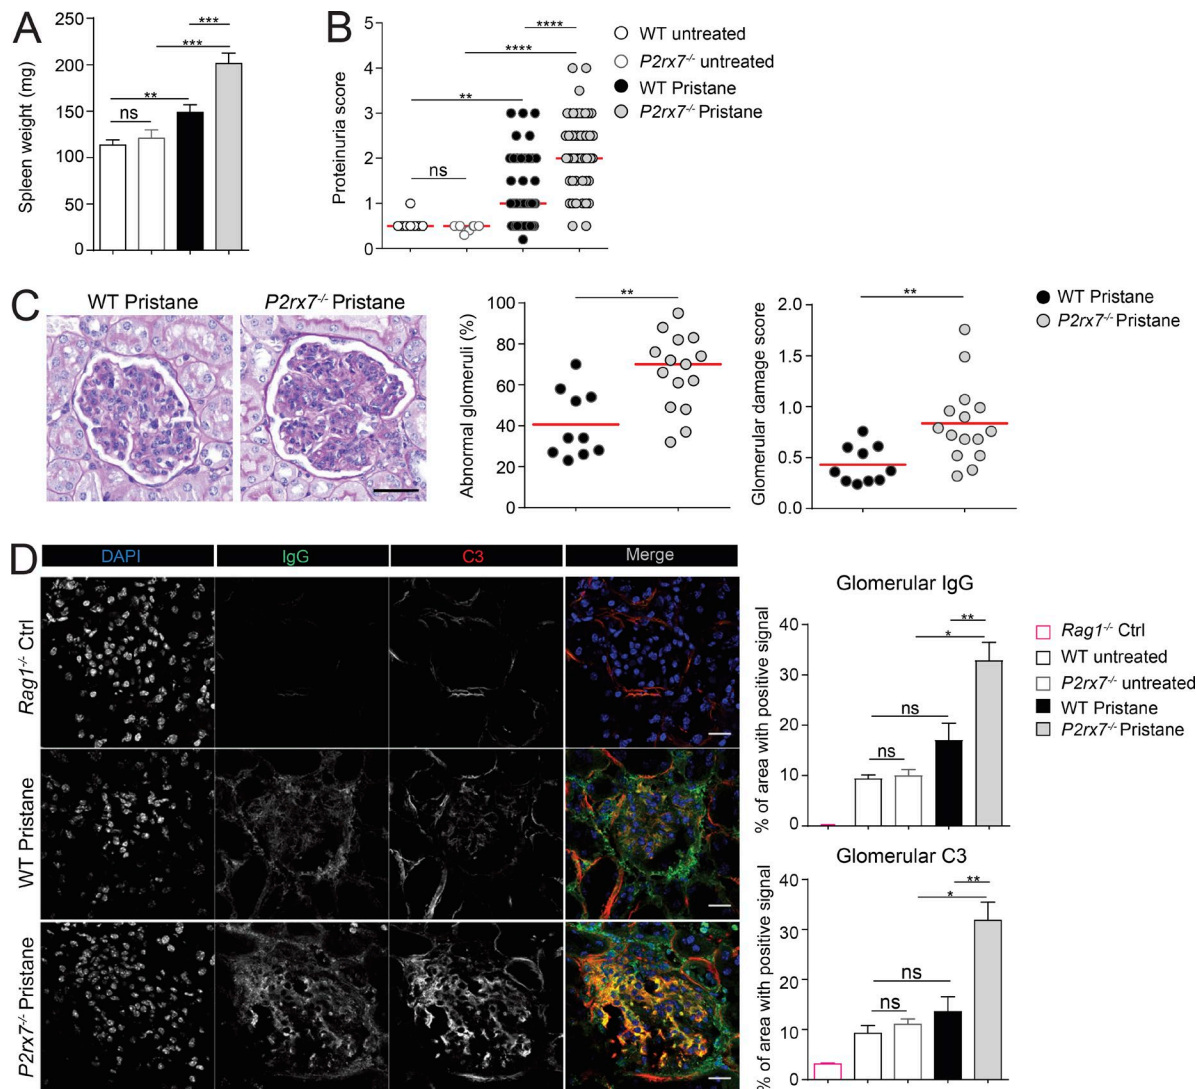 A
Spleen weight (mg)
250
200
150
100
50
0
ns
**
***
***
B
Proteinuria score
5
4
3
2
1
0
ns
**
****
****
WT untreated
P2rx7-/- untreated
WT Pristane
P2rx7-/- Pristane
C
WT Pristane
P2rx7-/- Pristane
Abnormal glomeruli (%)
100
80
60
40
20
0
**
Glomerular damage score
2.0
1.5
1.0
0.5
0.0
**
WT Pristane
P2rx7-/- Pristane
D
DAPI
IgG
C3
Merge
Rag1-/- Ctrl
WT Pristane
P2rx7-/- Pristane
Glomerular IgG
% of area with positive signal
40
30
20
10
0
ns
ns
*
**
Rag1-/- Ctrl
WT untreated
P2rx7-/- untreated
WT Pristane
P2rx7-/- Pristane
Glomerular C3
% of area with positive signal
40
30
20
10
0
ns
ns
*
**